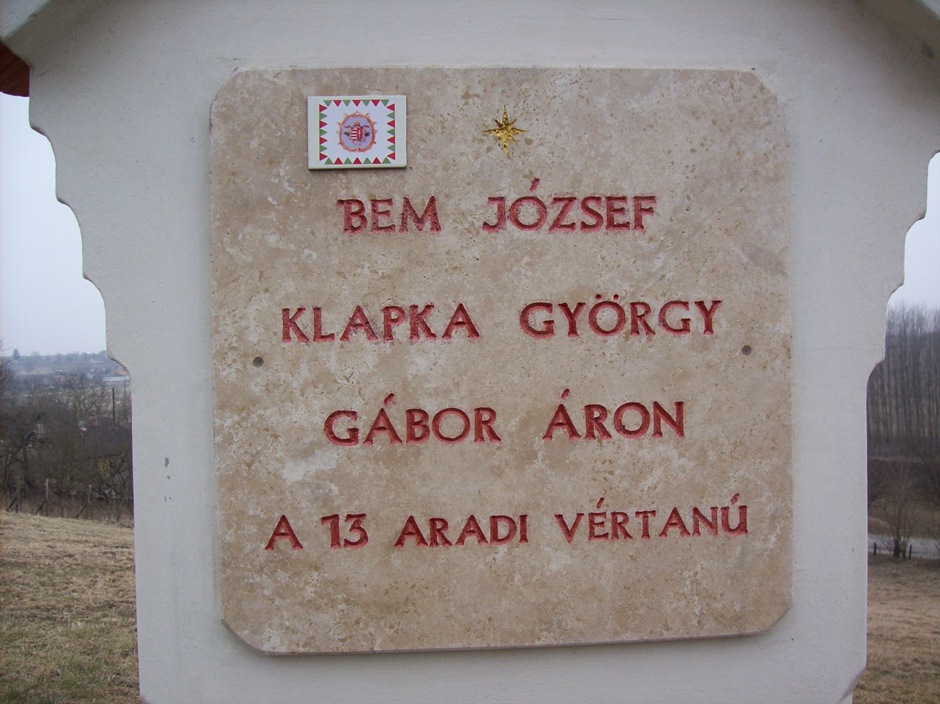 BEM JÓZSEF
KLAPKA GYÖRGY
GÁBOR ÁRON
A 13 ARADI VÉRTANÚ